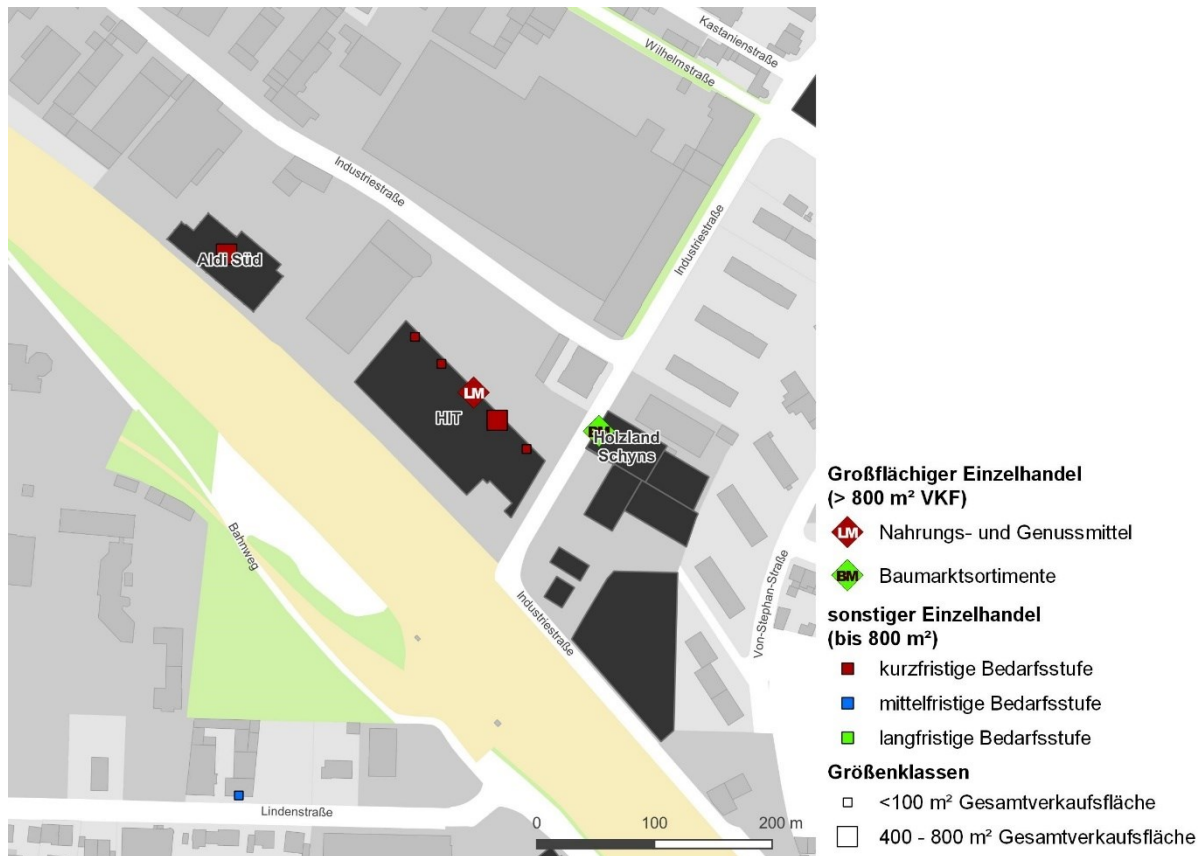 Kastanienstraße
Wilhelmstraße
Industriestraße
Industriestraße
Aldi Süd
LM
HIT
BM
Holzland
Schyns
Bahnweg
Industriestraße
Von-Stephan-Straße
Lindenstraße
0 100 200 m
Großflächiger Einzelhandel
(> 800 m² VKF)
LM Nahrungs- und Genussmittel
BM Baumarktsortimente
sonstiger Einzelhandel
(bis 800 m²)
kurzfristige Bedarfsstufe
mittelfristige Bedarfsstufe
langfristige Bedarfsstufe
Größenklassen
<100 m² Gesamtverkaufsfläche
400 - 800 m² Gesamtverkaufsfläche